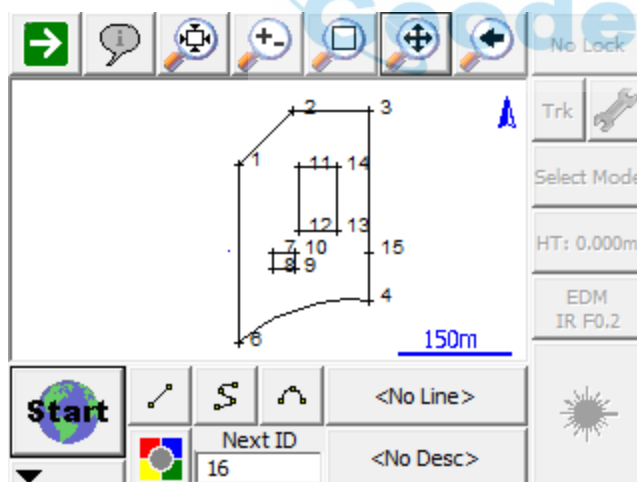 Geode
No Lock
Trk
Select Mode
HT: 0.000m
EDM
IR F0.2
2
3
1
11
14
12
13
7
10
8
9
15
4
6
150m
Start
<No Line>
Next ID
16
<No Desc>